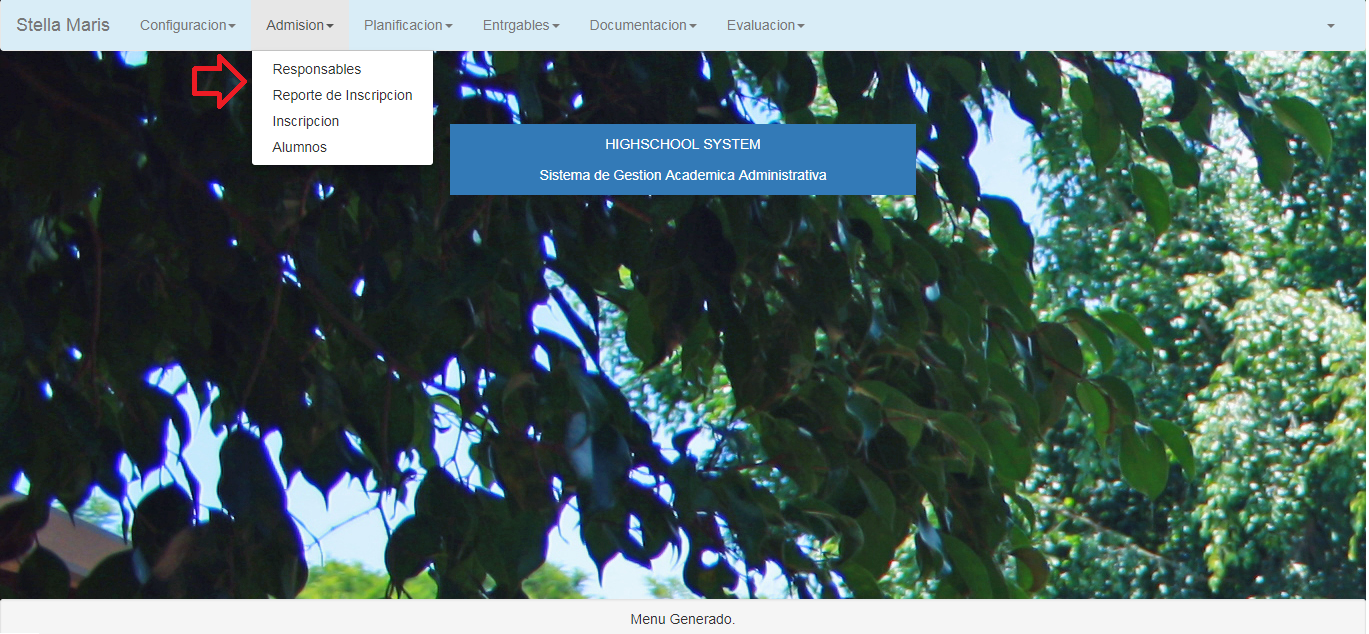 Stella Maris Configuracion Admision Planificacion Entrgables Documentacion Evaluacion
Responsables
Reporte de Inscripcion
Inscripcion
Alumnos
HIGHSCHOOL SYSTEM
Sistema de Gestion Academica Administrativa
Menu Generado.